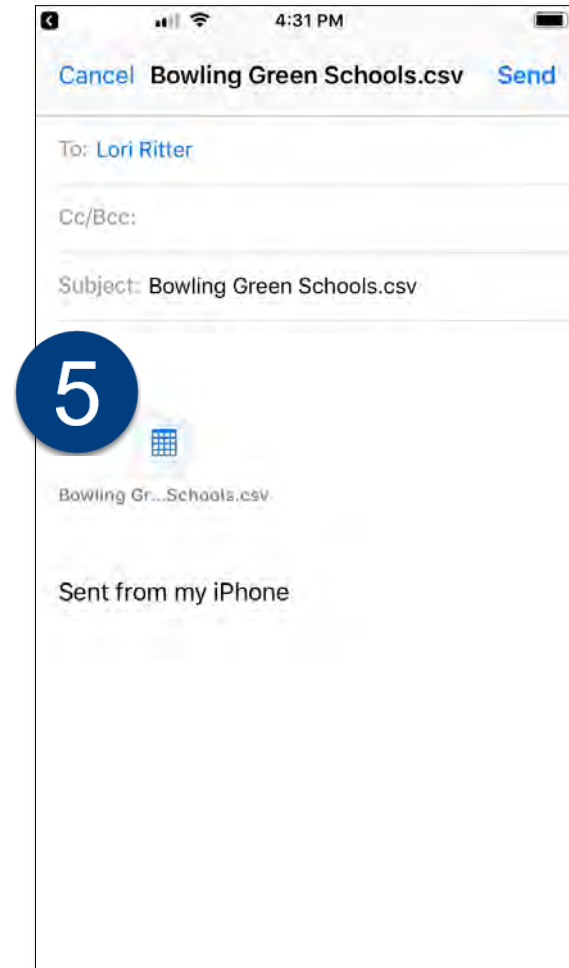 4:31 PM
Cancel Bowling Green Schools.csv Send
To: Lori Ritter
Cc/Bcc:
Subject: Bowling Green Schools.csv
5
Bowling Gr...Schools.csv
Sent from my iPhone